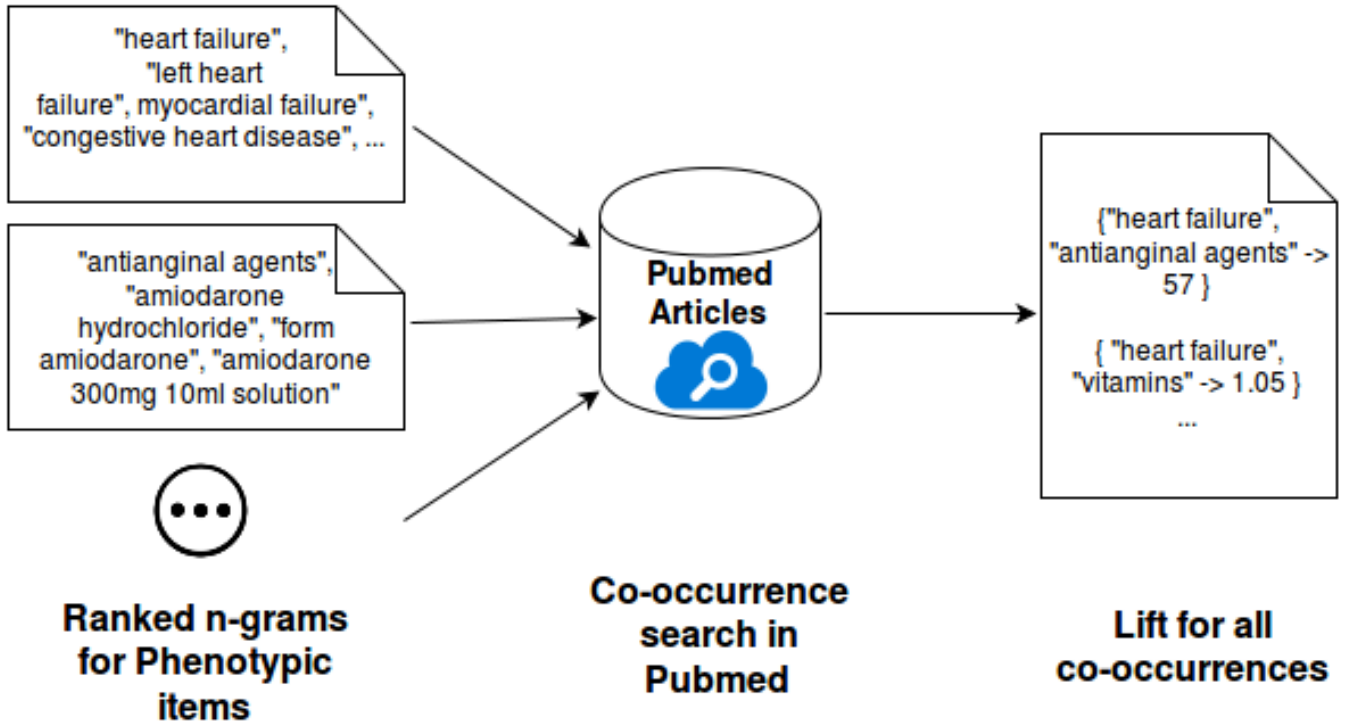 "heart failure",
"left heart
failure", myocardial failure",
"congestive heart disease", ...
"antianginal agents",
"amiodarone
hydrochloride", "form
amiodarone", "amiodarone
300mg 10ml solution"
Ranked n-grams
for Phenotypic
items
Pubmed
Articles
Co-occurrence
search in
Pubmed
{"heart failure",
"antianginal agents" ->
57 }
{ "heart failure",
"vitamins" -> 1.05 }
...
Lift for all
co-occurrences